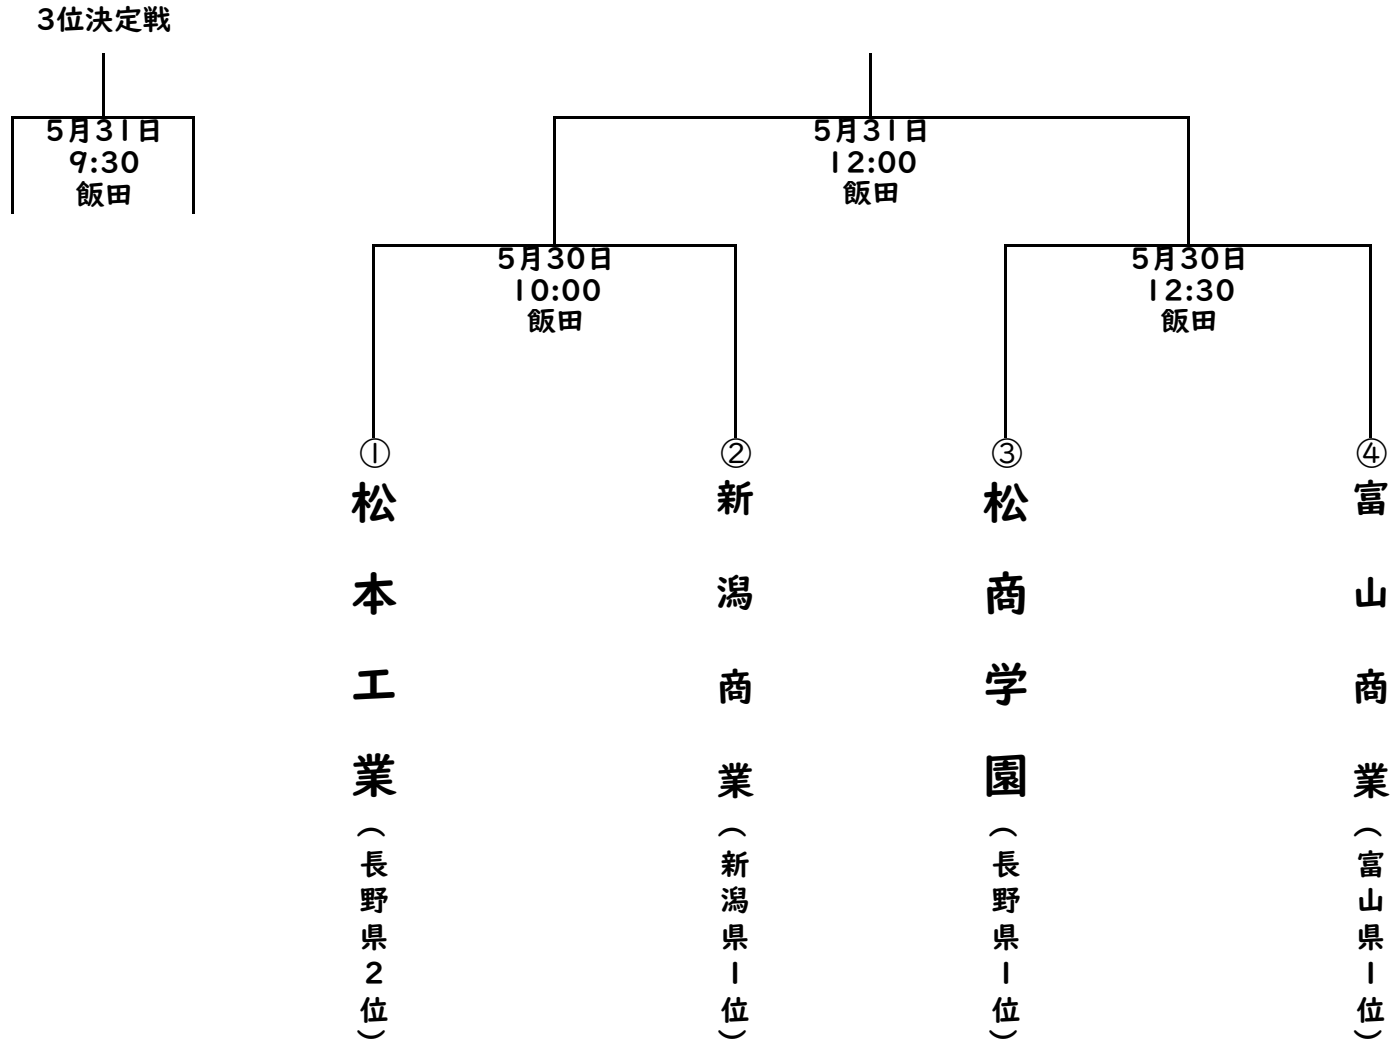 3位決定戦
5月31日
9:30
飯田
5月31日
12:00
飯田
5月30日
10:00
飯田
5月30日
12:30
飯田
①
松本工業(長野県2位)
②
新潟商業(新潟県1位)
③
松商学園(長野県1位)
④
富山商業(富山県1位)